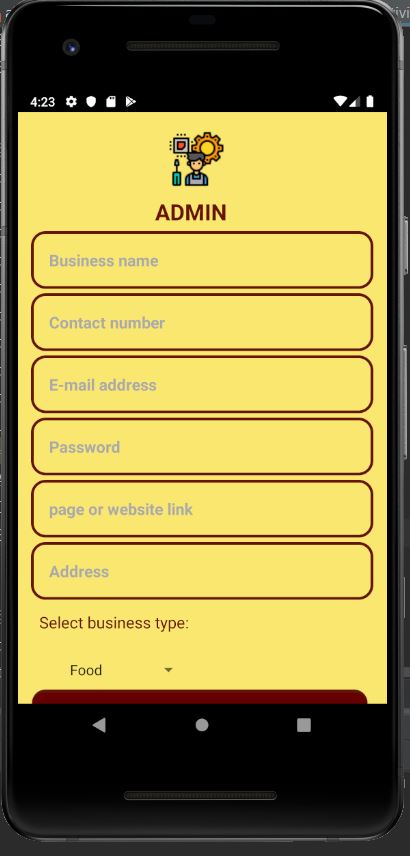 4:23
ADMIN
Business name
Contact number
E-mail address
Password
page or website link
Address
Select business type:
Food